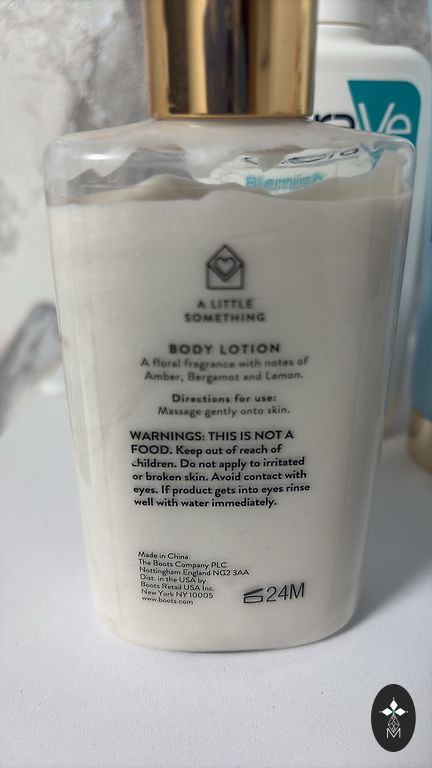 raVe
Blemish
A LITTLE
SOMETHING
BODY LOTION
A floral fragrance with notes of
Amber, Bergamot and Lemon.
Directions for use:
Massage gently onto skin.
WARNINGS: THIS IS NOT A
FOOD. Keep out of reach of
children. Do not apply to irritated
or broken skin. Avoid contact with
eyes. If product gets into eyes rinse
well with water immediately.
Made in China
The Boots Company PLC
Nottingham England NG2 3AA
Dist. in the USA by
Boots Retail USA Inc.
New York NY 10005
www.boots.com
24M